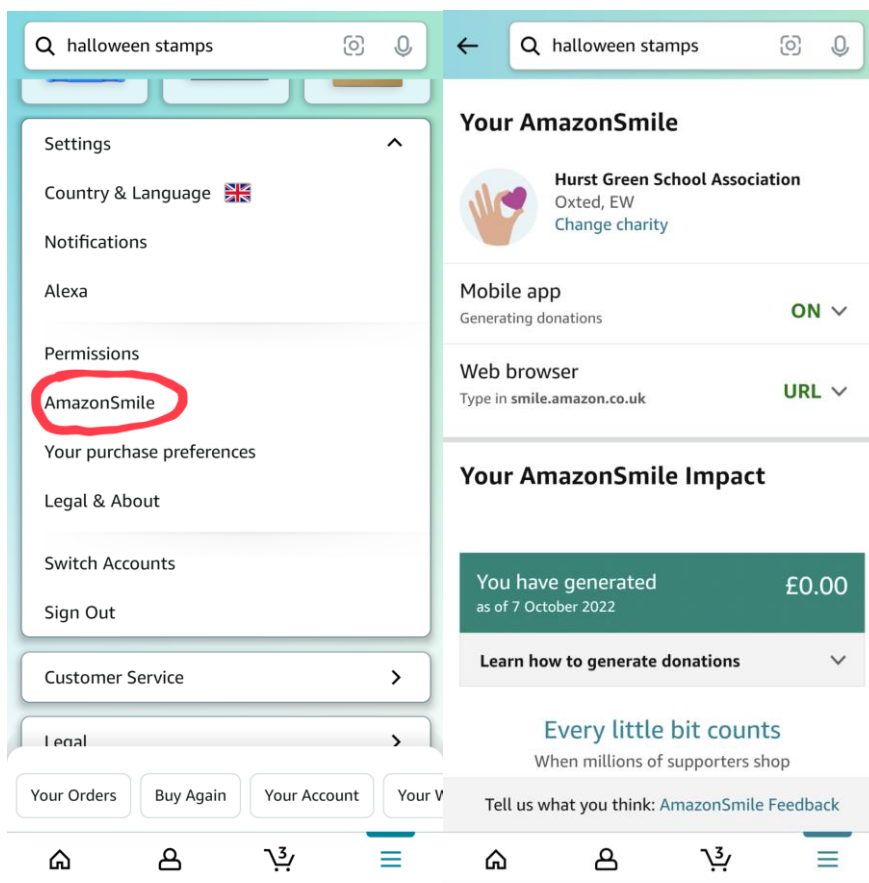 halloween stamps
Settings
Country & Language
Notifications
Alexa
Permissions
AmazonSmile
Your purchase preferences
Legal & About
Switch Accounts
Sign Out
Customer Service
Legal
Your Orders
Buy Again
Your Account
Your W
3
halloween stamps
Your AmazonSmile
Hurst Green School Association
Oxted, EW
Change charity
Mobile app
Generating donations
ON
Web browser
Type in smile.amazon.co.uk
URL
Your AmazonSmile Impact
You have generated
£0.00
as of 7 October 2022
Learn how to generate donations
Every little bit counts
When millions of supporters shop
Tell us what you think: AmazonSmile Feedback
3